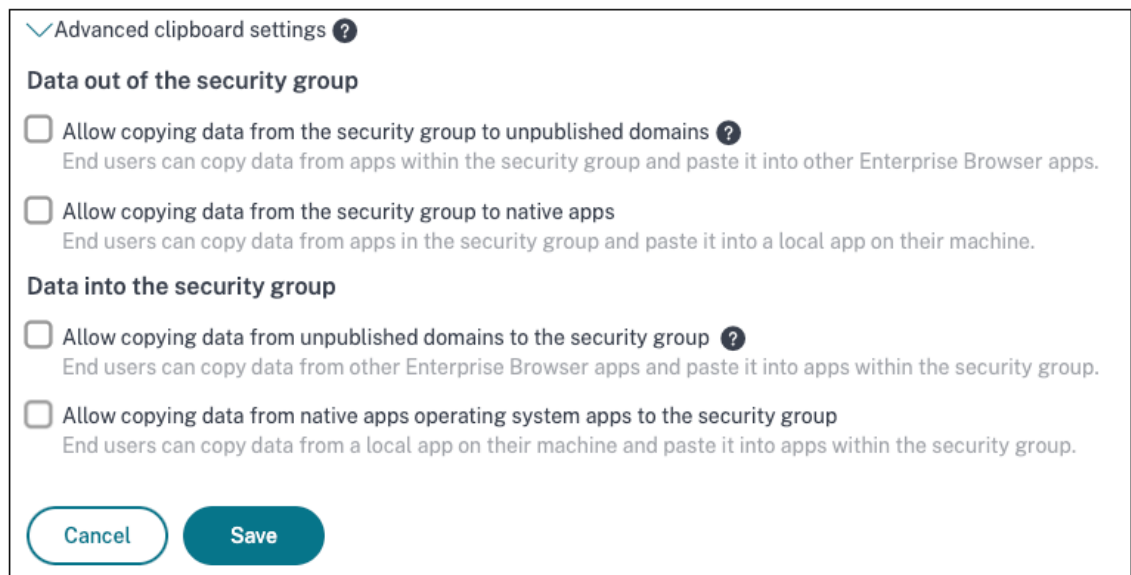 Advanced clipboard settings ?
Data out of the security group
Allow copying data from the security group to unpublished domains ?
End users can copy data from apps within the security group and paste it into other Enterprise Browser apps.
Allow copying data from the security group to native apps
End users can copy data from apps in the security group and paste it into a local app on their machine.
Data into the security group
Allow copying data from unpublished domains to the security group ?
End users can copy data from other Enterprise Browser apps and paste it into apps within the security group.
Allow copying data from native apps operating system apps to the security group
End users can copy data from a local app on their machine and paste it into apps within the security group.
Cancel Save